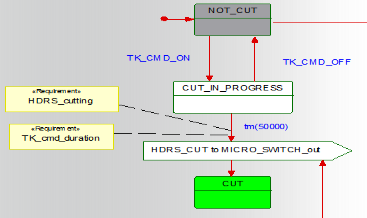 NOT_CUT
TK_CMD_ON
TK_CMD_OFF
CUT_IN_PROGRESS
«Requirement»
HDRS_cutting
«Requirement»
TK_cmd_duration
tm(50000)
HDRS_CUT to MICRO_SWITCH_out
CUT